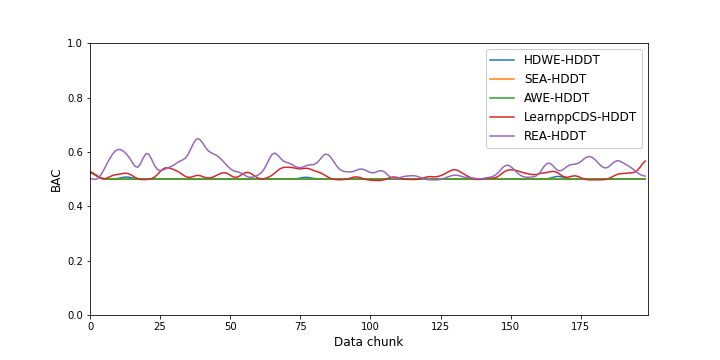 1.0
0.8
0.6
0.4
0.2
0.0
BAC
0 25 50 75 100 125 150 175
Data chunk
HDWE-HDDT
SEA-HDDT
AWE-HDDT
LearnppCDS-HDDT
REA-HDDT